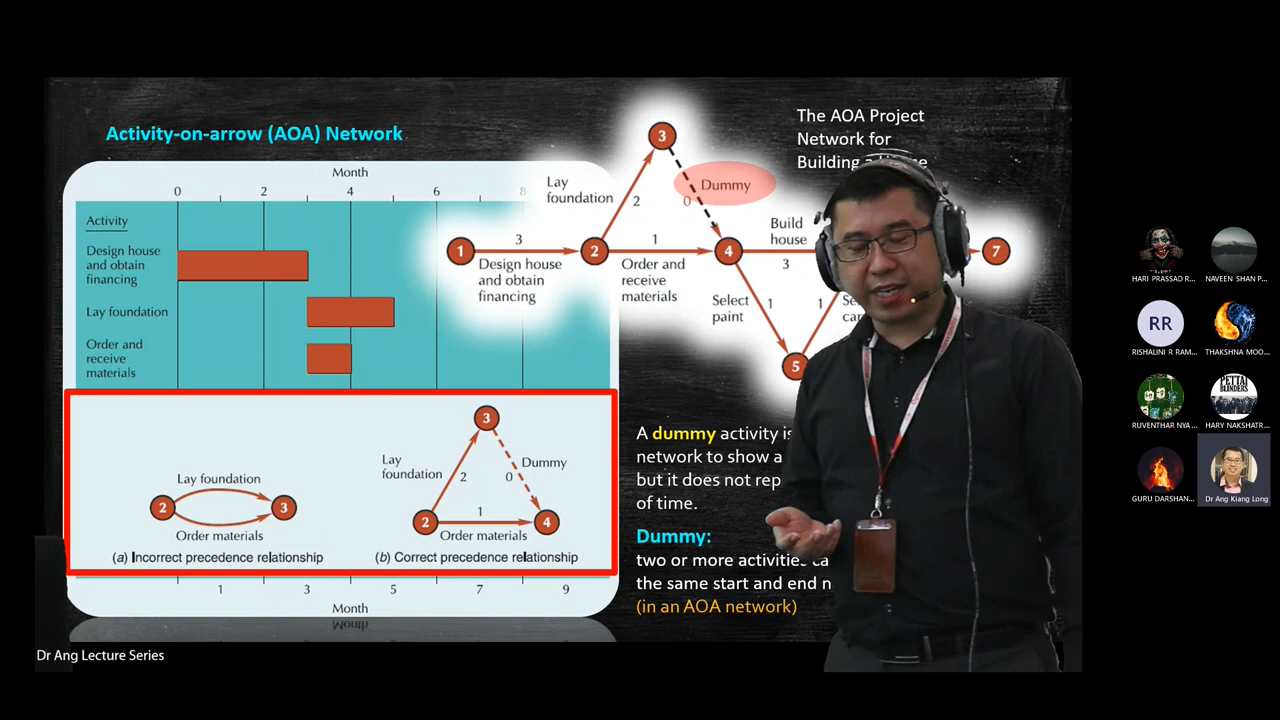 Activity-on-arrow (AOA) Network
Month
0 2 4 6 8
Activity
Design house
and obtain
financing
Lay foundation
Order and
receive
materials
Lay foundation
2 3
Order materials
(a) Incorrect precedence relationship
3
Lay
foundation
2
0
Dummy
2
1
4
Order materials
(b) Correct precedence relationship
1 3 5 7 9
Month
Month
Dr Ang Lecture Series
The AOA Project
Network for
Building a House
3
Lay
foundation
2
0
Dummy
1
3
Design house
and obtain
financing
2
1
Order and
receive
materials
4
Build
house
3
7
Select
paint
1
1
5
A dummy activity is
network to show a
but it does not rep
of time.
Dummy:
two or more activities ca
the same start and end n
(in an AOA network)
HARI PRASSAD R...
NAVEEN SHAN P...
RR
RISHALINI R RAM...
THAKSHNA MOO...
RUVENTHAR NYA...
PETTAI
BLINDERS
HARY NAKSHATR...
GURU DARSHAN...
Dr Ang Kiang Long